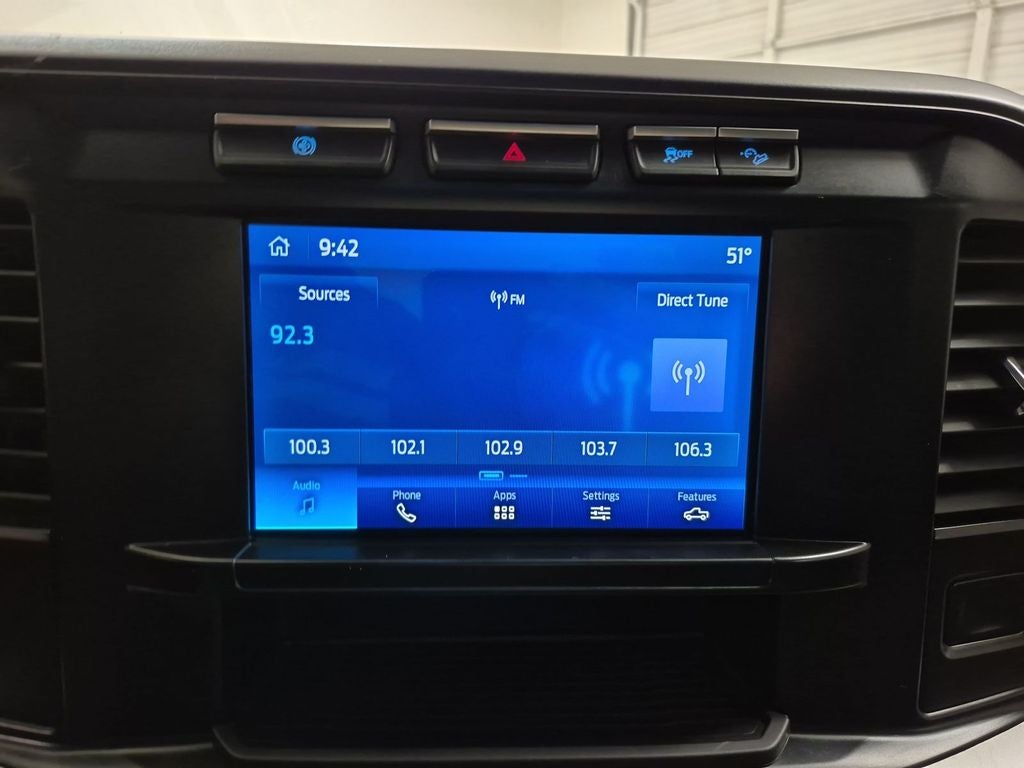 OFF
9:42 51°
Sources FM Direct Tune
92.3
100.3 102.1 102.9 103.7 106.3
Audio Phone Apps Settings Features